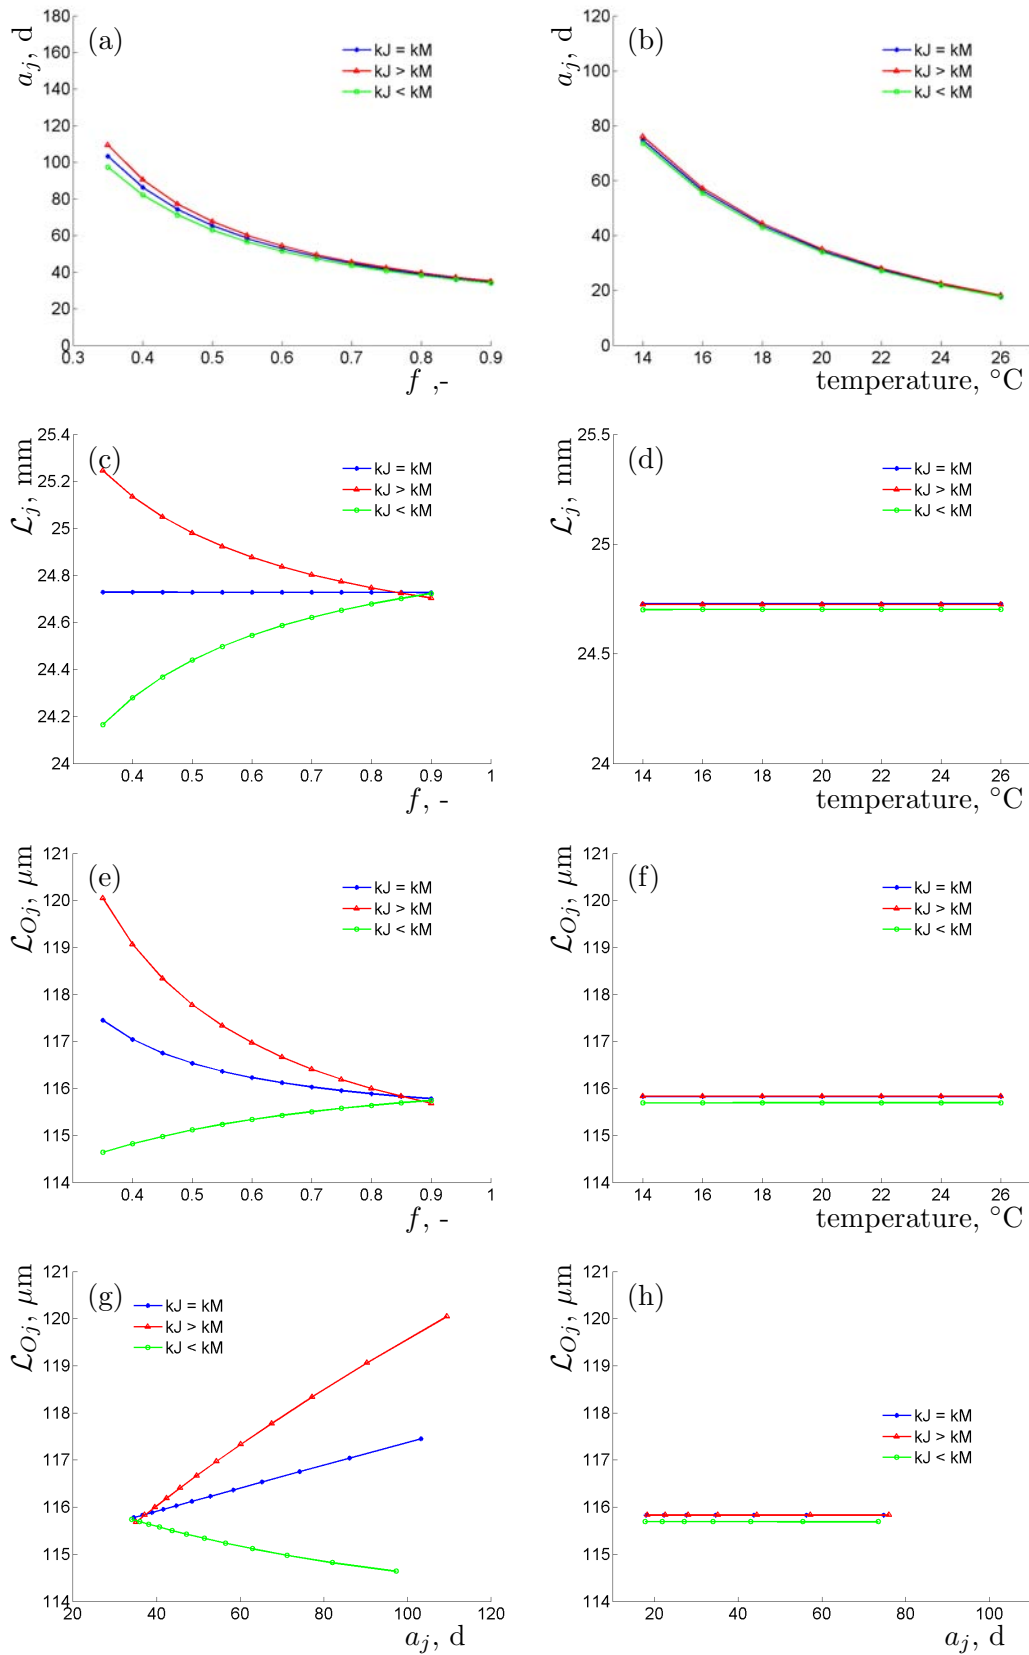 (a)
a_j, d
180
160
140
120
100
80
60
40
20
0
kJ = kM
kJ > kM
kJ < kM
0.3 0.4 0.5 0.6 0.7 0.8 0.9
f ,-
(b)
a_j, d
120
100
80
60
40
20
0
kJ = kM
kJ > kM
kJ < kM
14 16 18 20 22 24 26
temperature, °C
(c)
ℒ_j, mm
25.4
25.2
25
24.8
24.6
24.4
24.2
24
kJ = kM
kJ > kM
kJ < kM
0.4 0.5 0.6 0.7 0.8 0.9 1
f, -
(d)
ℒ_j, mm
25.5
25
24.5
24
kJ = kM
kJ > kM
kJ < kM
14 16 18 20 22 24 26
temperature, °C
(e)
ℒ_Oj, μm
121
120
119
118
117
116
115
114
kJ = kM
kJ > kM
kJ < kM
0.4 0.5 0.6 0.7 0.8 0.9 1
f, -
(f)
ℒ_Oj, μm
121
120
119
118
117
116
115
114
kJ = kM
kJ > kM
kJ < kM
14 16 18 20 22 24 26
temperature, °C
(g)
ℒ_Oj, μm
121
120
119
118
117
116
115
114
kJ = kM
kJ > kM
kJ < kM
20 40 60 80 100 120
a_j, d
(h)
ℒ_Oj, μm
121
120
119
118
117
116
115
114
kJ = kM
kJ > kM
kJ < kM
20 40 60 80 100
a_j, d